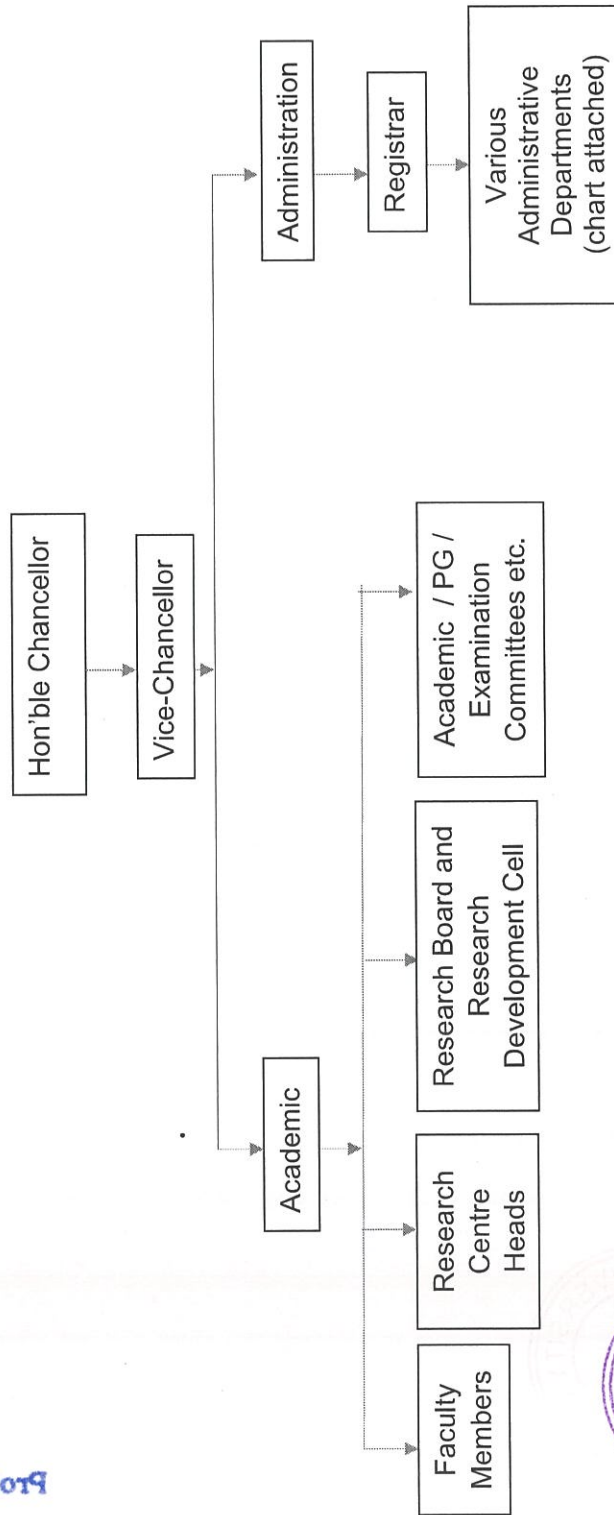 Hon'ble Chancellor
Vice-Chancellor
Academic
Administration
Registrar
Faculty
Members
Research
Centre
Heads
Research Board and
Research
Development Cell
Academic / PG /
Examination
Committees etc.
Various
Administrative
Departments
(chart attached)
Pro